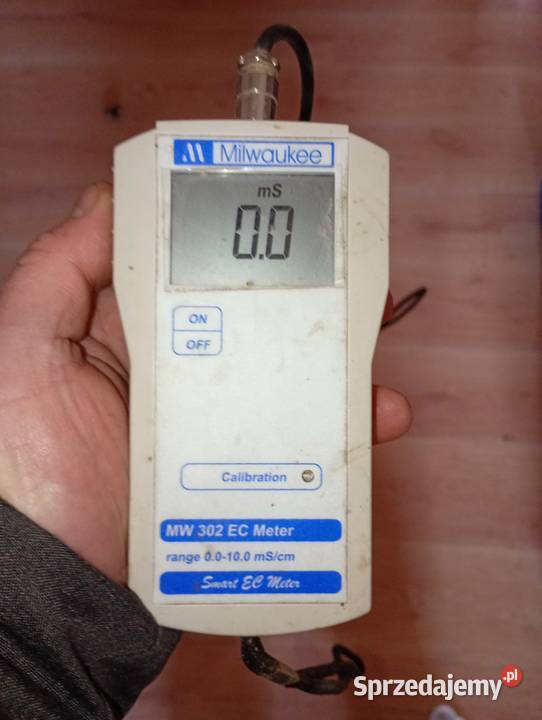 Milwaukee
mS
0.0
ON
OFF
Calibration
MW 302 EC Meter
range 0.0-10.0 mS/cm
Smart EC Meter
Sprzedajemy.pl